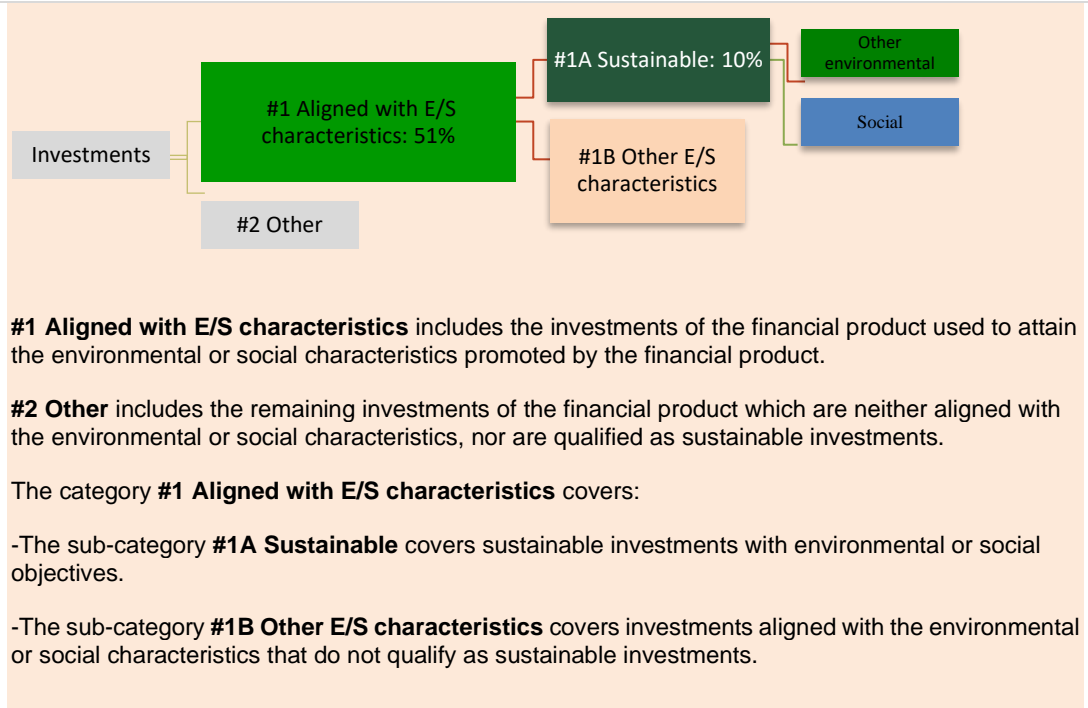 Investments
#1 Aligned with E/S
characteristics: 51%
#2 Other
#1A Sustainable: 10%
#1B Other E/S
characteristics
Other
environmental
Social
#1 Aligned with E/S characteristics includes the investments of the financial product used to attain
the environmental or social characteristics promoted by the financial product.
#2 Other includes the remaining investments of the financial product which are neither aligned with
the environmental or social characteristics, nor are qualified as sustainable investments.
The category #1 Aligned with E/S characteristics covers:
-The sub-category #1A Sustainable covers sustainable investments with environmental or social
objectives.
-The sub-category #1B Other E/S characteristics covers investments aligned with the environmental
or social characteristics that do not qualify as sustainable investments.